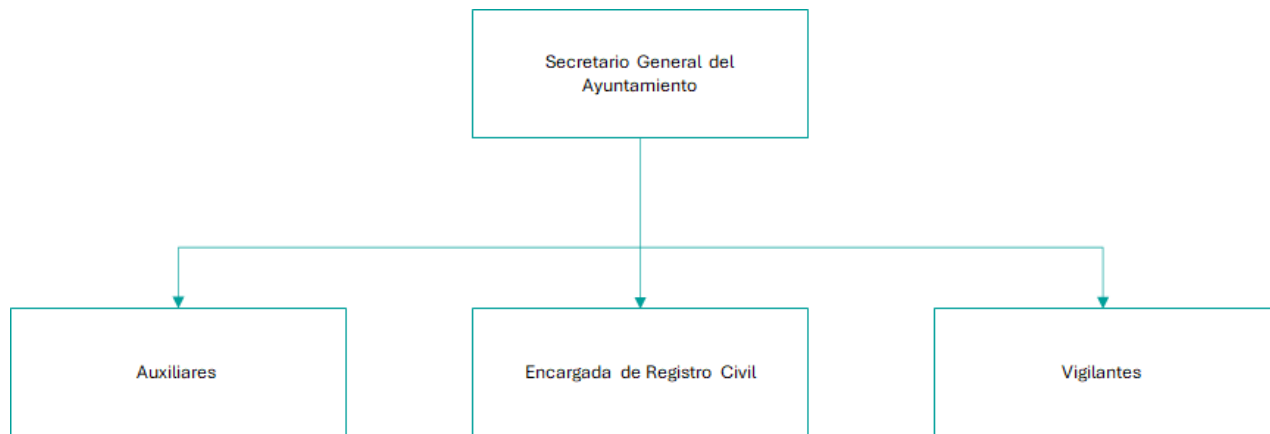 Secretario General del
Ayuntamiento
Auxiliares
Encargada de Registro Civil
Vigilantes